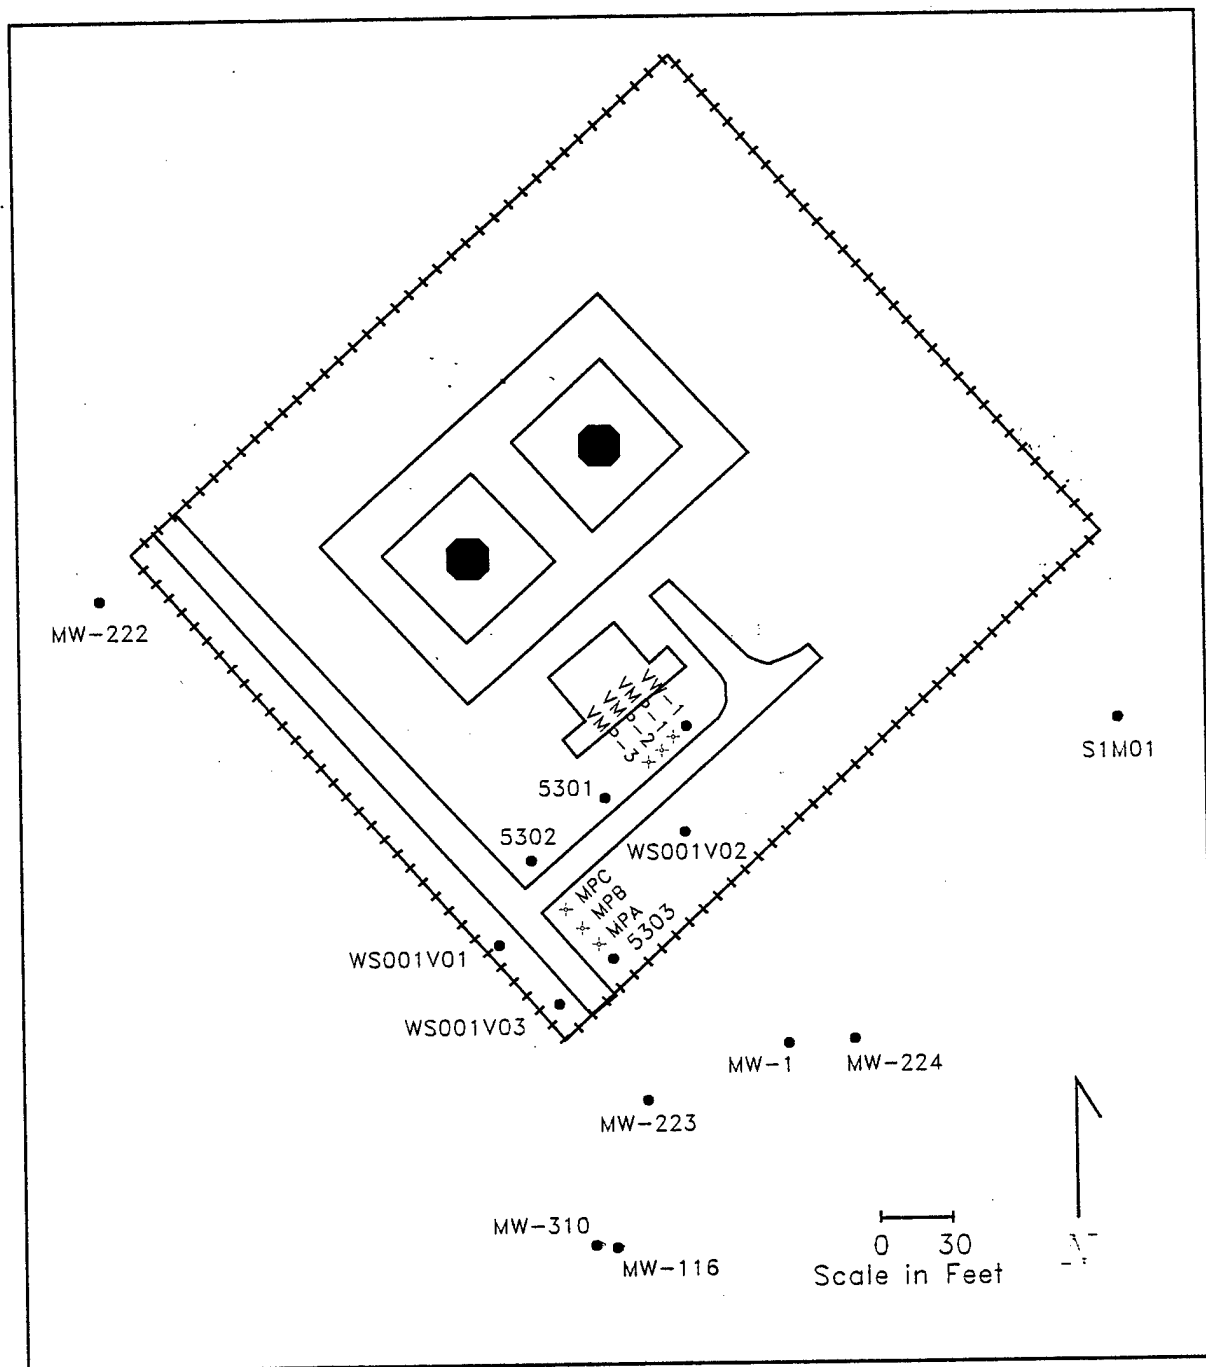 MW-222
S1M01
VW-1
VMP-1
VMP-2
VMP-3
5301
5302
WS001V02
MPC
MPB
MPA
5303
WS001V01
WS001V03
MW-1
MW-224
MW-223
MW-310
MW-116
0 30
Scale in Feet